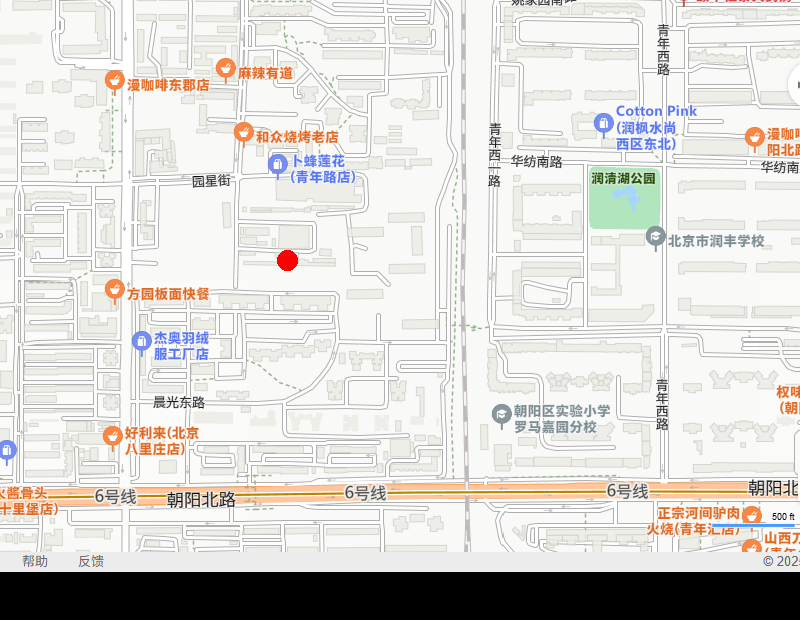 姚家园南路
青年西路
麻辣有道
漫咖啡东郡店
Cotton Pink
(润枫水尚
西区东北)
和众烧烤老店
青年西路
漫咖啡
阳北路
卜蜂莲花
(青年路店)
华纺南路
华纺南
园星街
润清湖公园
北京市润丰学校
方园板面快餐
杰奥羽绒
服工厂店
青年西路
权味
(朝
晨光东路
朝阳区实验小学
罗马嘉园分校
好利来(北京
八里庄店)
火酱骨头
十里堡店)
6号线
朝阳北路
6号线
6号线
朝阳北
正宗河间驴肉
火烧(青年汇店)
500 ft
山西刀
帮助
反馈